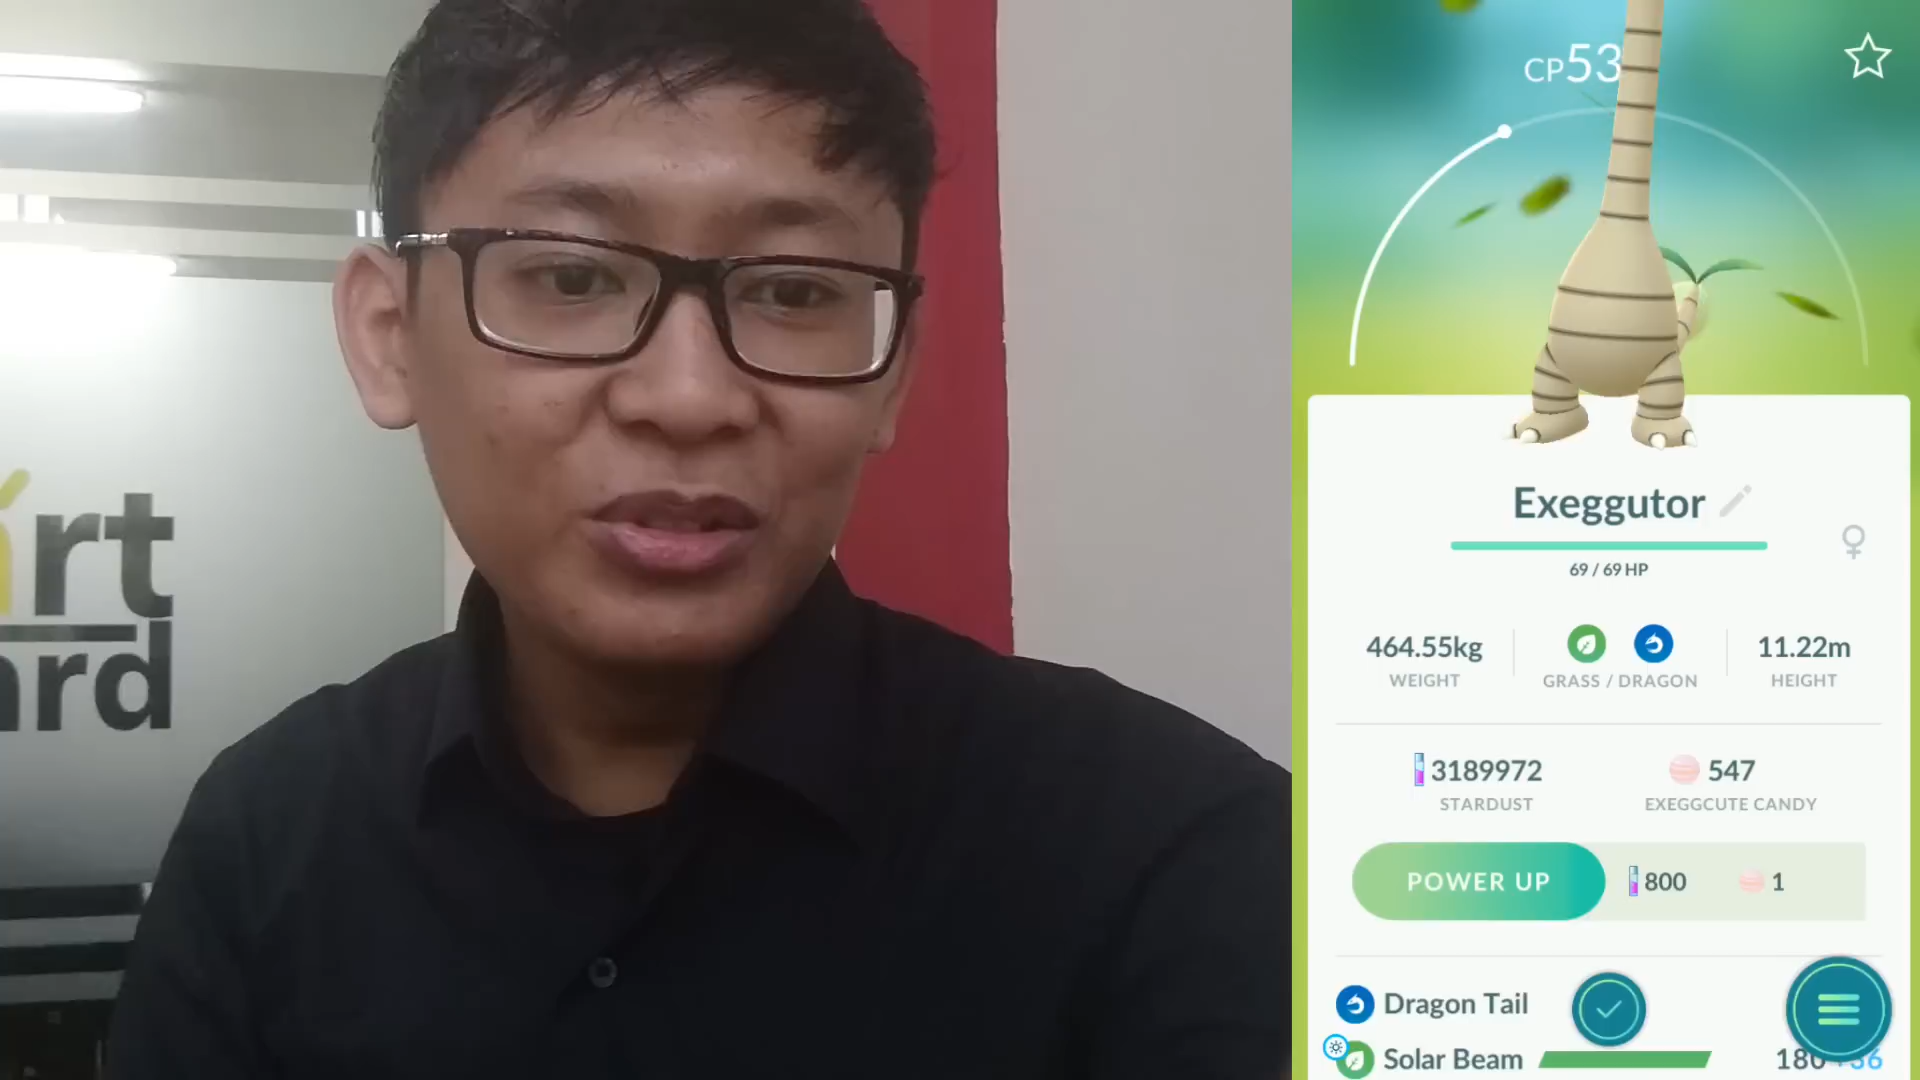 rt
ard
CP53
Exeggutor
69 / 69 HP
464.55kg
WEIGHT
GRASS / DRAGON
11.22m
HEIGHT
3189972
STARDUST
547
EXEGGCUTE CANDY
POWER UP
800
1
Dragon Tail
Solar Beam